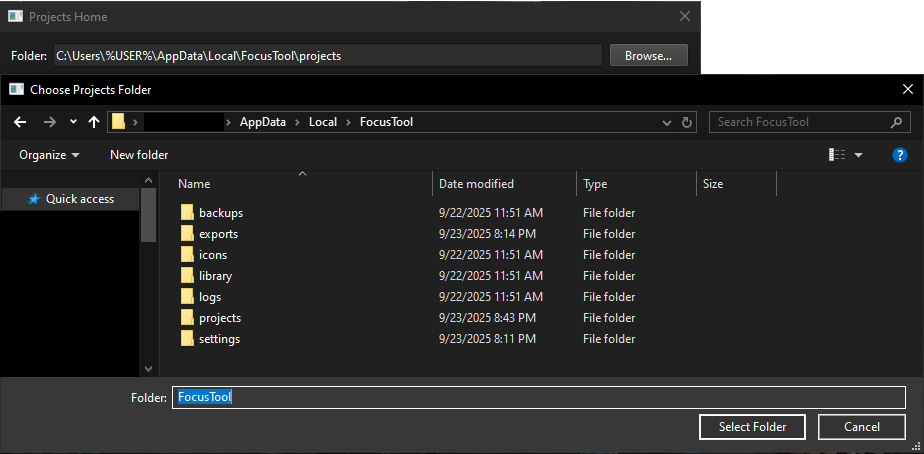 Projects Home
Folder: C:\Users\%USER%\AppData\Local\FocusTool\projects Browse...
Choose Projects Folder
AppData Local FocusTool Search FocusTool
Organize New folder
Quick access
Name Date modified Type Size
backups 9/22/2025 11:51 AM File folder
exports 9/23/2025 8:14 PM File folder
icons 9/22/2025 11:51 AM File folder
library 9/22/2025 11:51 AM File folder
logs 9/22/2025 11:51 AM File folder
projects 9/23/2025 8:43 PM File folder
settings 9/23/2025 8:11 PM File folder
Folder: FocusTool
Select Folder Cancel